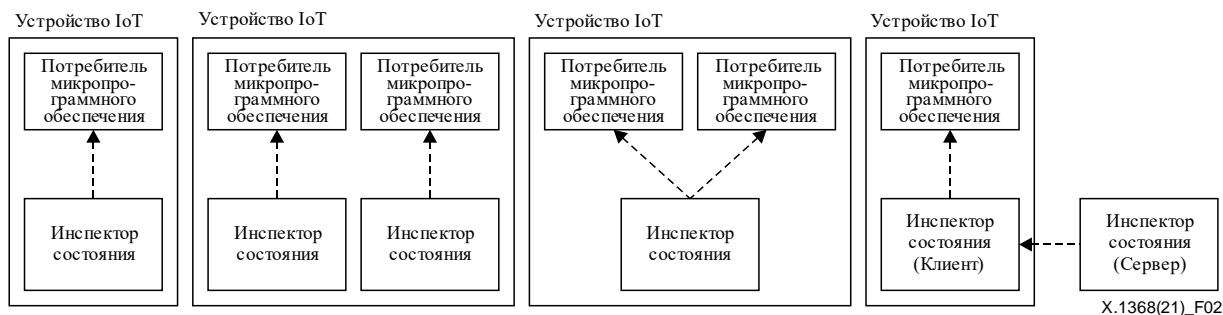 Устройство IoT
Потребитель
микропро-
граммного
обеспечения
Инспектор
состояния
Устройство IoT
Потребитель
микропро-
граммного
обеспечения
Потребитель
микропро-
граммного
обеспечения
Инспектор
состояния
Инспектор
состояния
Устройство IoT
Потребитель
микропро-
граммного
обеспечения
Потребитель
микропро-
граммного
обеспечения
Инспектор
состояния
Устройство IoT
Потребитель
микропро-
граммного
обеспечения
Инспектор
состояния
(Клиент)
Инспектор
состояния
(Сервер)
X.1368(21)_F02